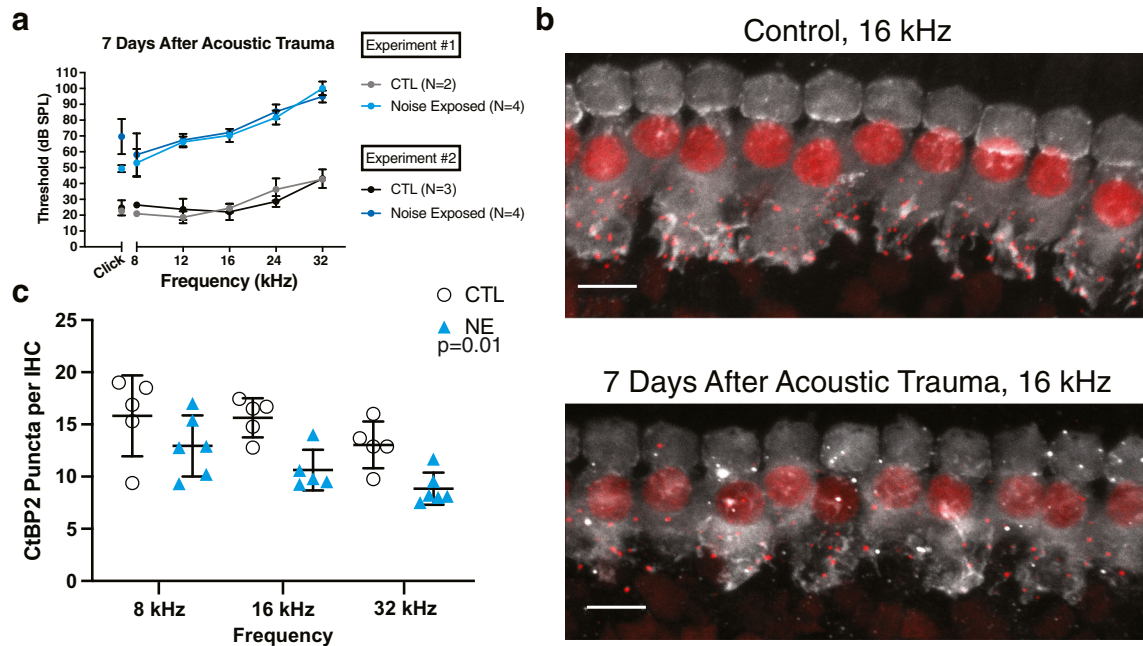 a
7 Days After Acoustic Trauma
Threshold (dB SPL)
110
100
90
80
70
60
50
40
30
20
10
0
Click 8 12 16 24 32
Frequency (kHz)
Experiment #1
CTL (N=2)
Noise Exposed (N=4)
Experiment #2
CTL (N=3)
Noise Exposed (N=4)
b
Control, 16 kHz
7 Days After Acoustic Trauma, 16 kHz
c
CTL
NE
p=0.01
CtBP2 Puncta per IHC
25
20
15
10
5
0
8 kHz 16 kHz 32 kHz
Frequency